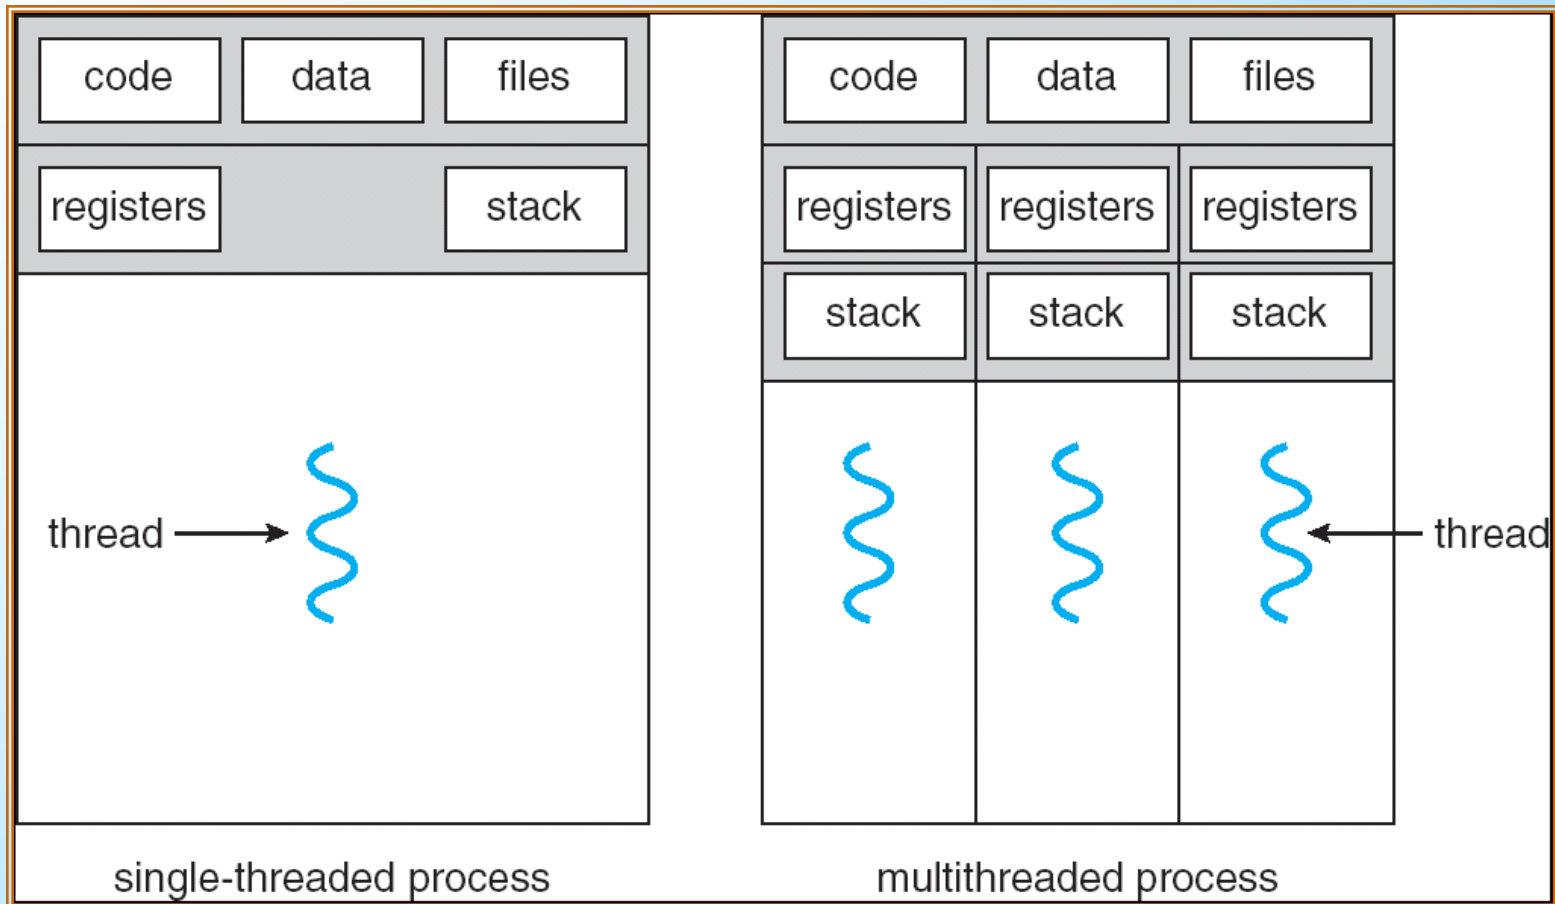 code data files
registers stack
thread
single-threaded process
code data files
registers registers registers
stack stack stack
thread
multithreaded process